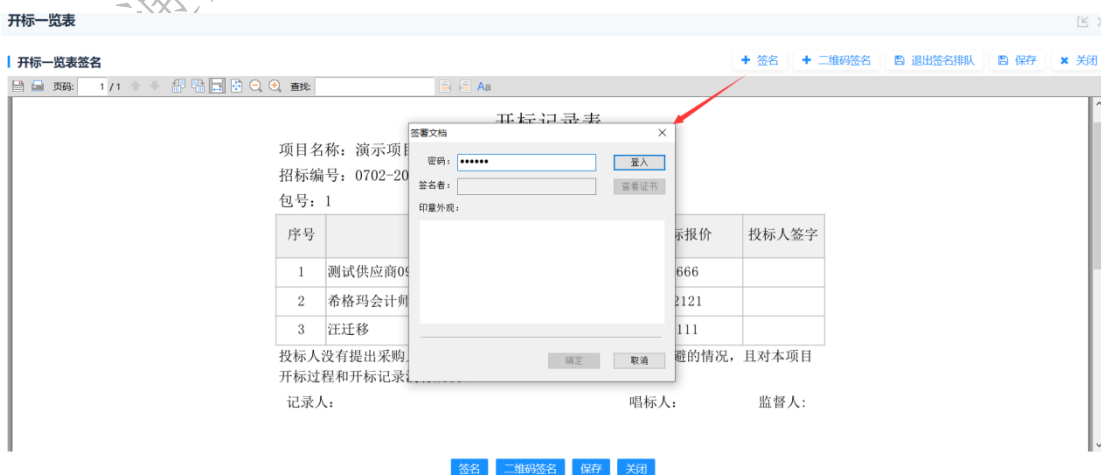 开标一览表
开标一览表签名
签名 二维码签名 退出签名排队 保存 关闭
页码: 1 / 1 查找: Aa
开标记录表
签署文档
密码: ••••••
登入
签名者:
查看证书
印章外观:
确定 取消
项目名称: 演示项
招标编号: 0702-20
包号: 1
序号 标报价 投标人签字
1 测试供应商09 666
2 希格玛会计师 2121
3 汪迁移 111
投标人没有提出采购 避的情况, 且对本项目
开标过程和开标记录
记录人: 唱标人: 监督人:
签名 二维码签名 保存 关闭